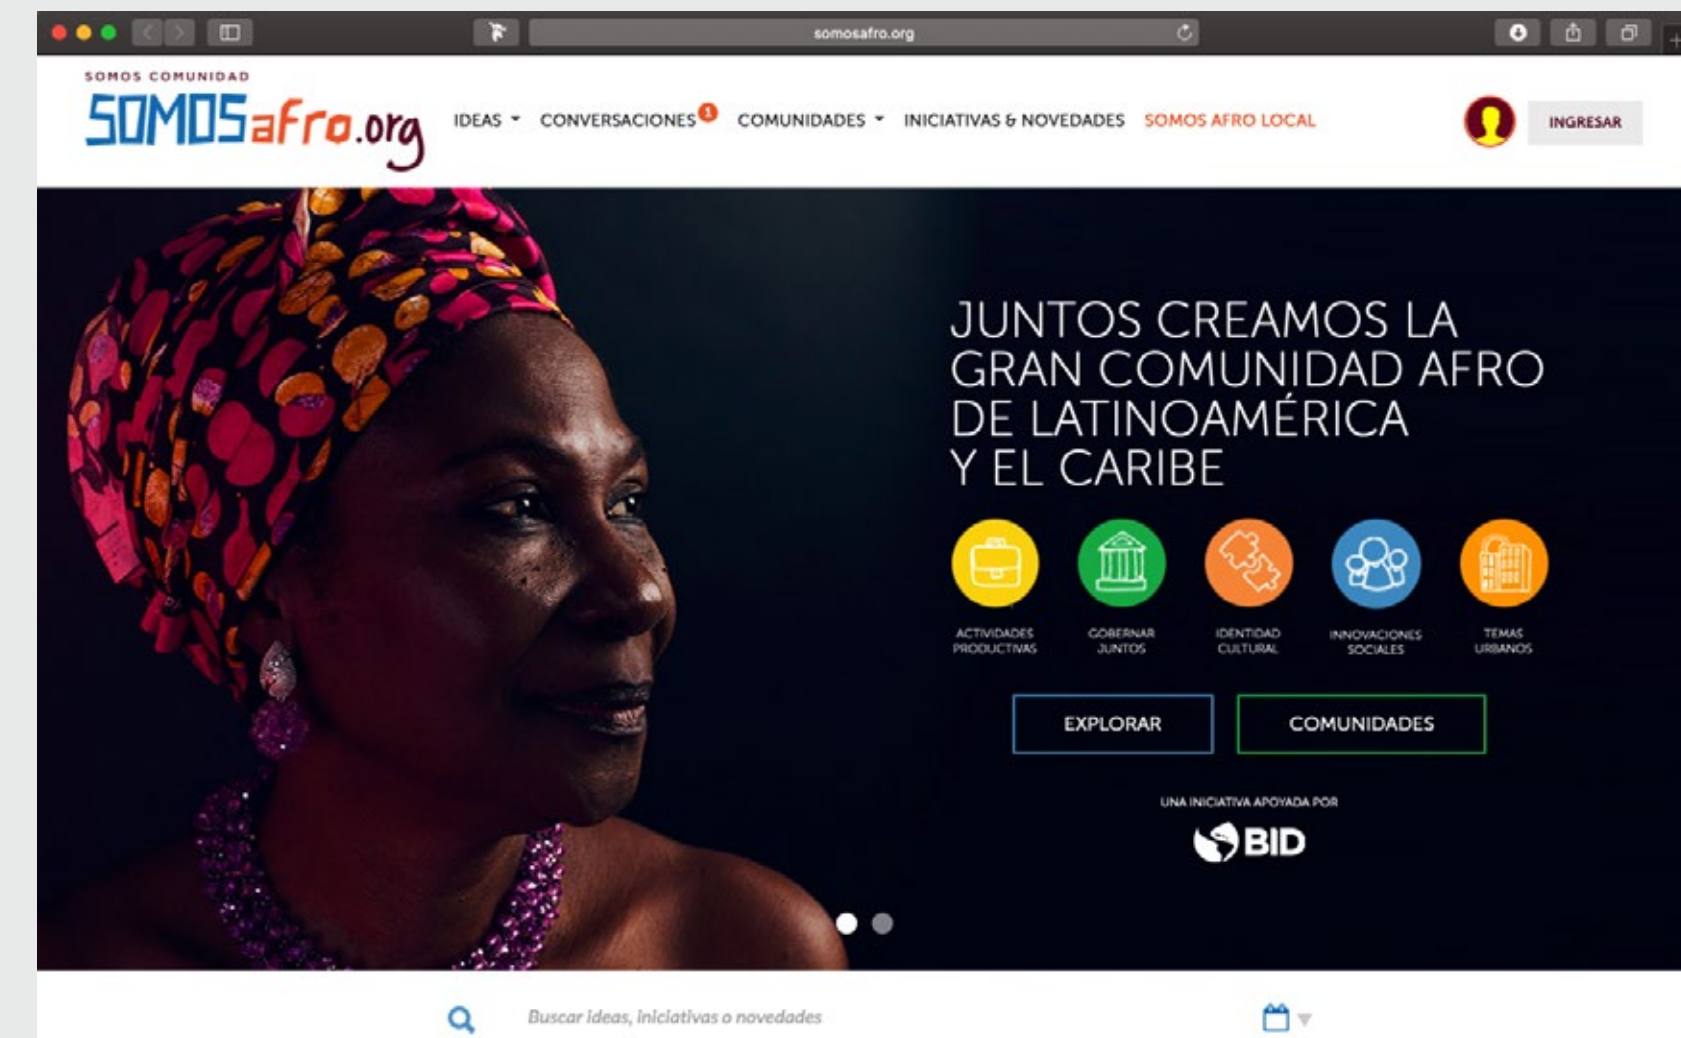 somosafro.org
SOMOS COMUNIDAD
SOMOSafro.org
IDEAS CONVERSACIONES 1 COMUNIDADES INICIATIVAS & NOVEDADES SOMOS AFRO LOCAL INGRESAR
JUNTOS CREAMOS LA
GRAN COMUNIDAD AFRO
DE LATINOAMÉRICA
Y EL CARIBE
ACTIVIDADES
PRODUCTIVAS
GOBERNAR
JUNTOS
IDENTIDAD
CULTURAL
INNOVACIONES
SOCIALES
TEMAS
URBANOS
EXPLORAR COMUNIDADES
UNA INICIATIVA APOYADA POR
BID
Buscar ideas, iniciativas o novedades